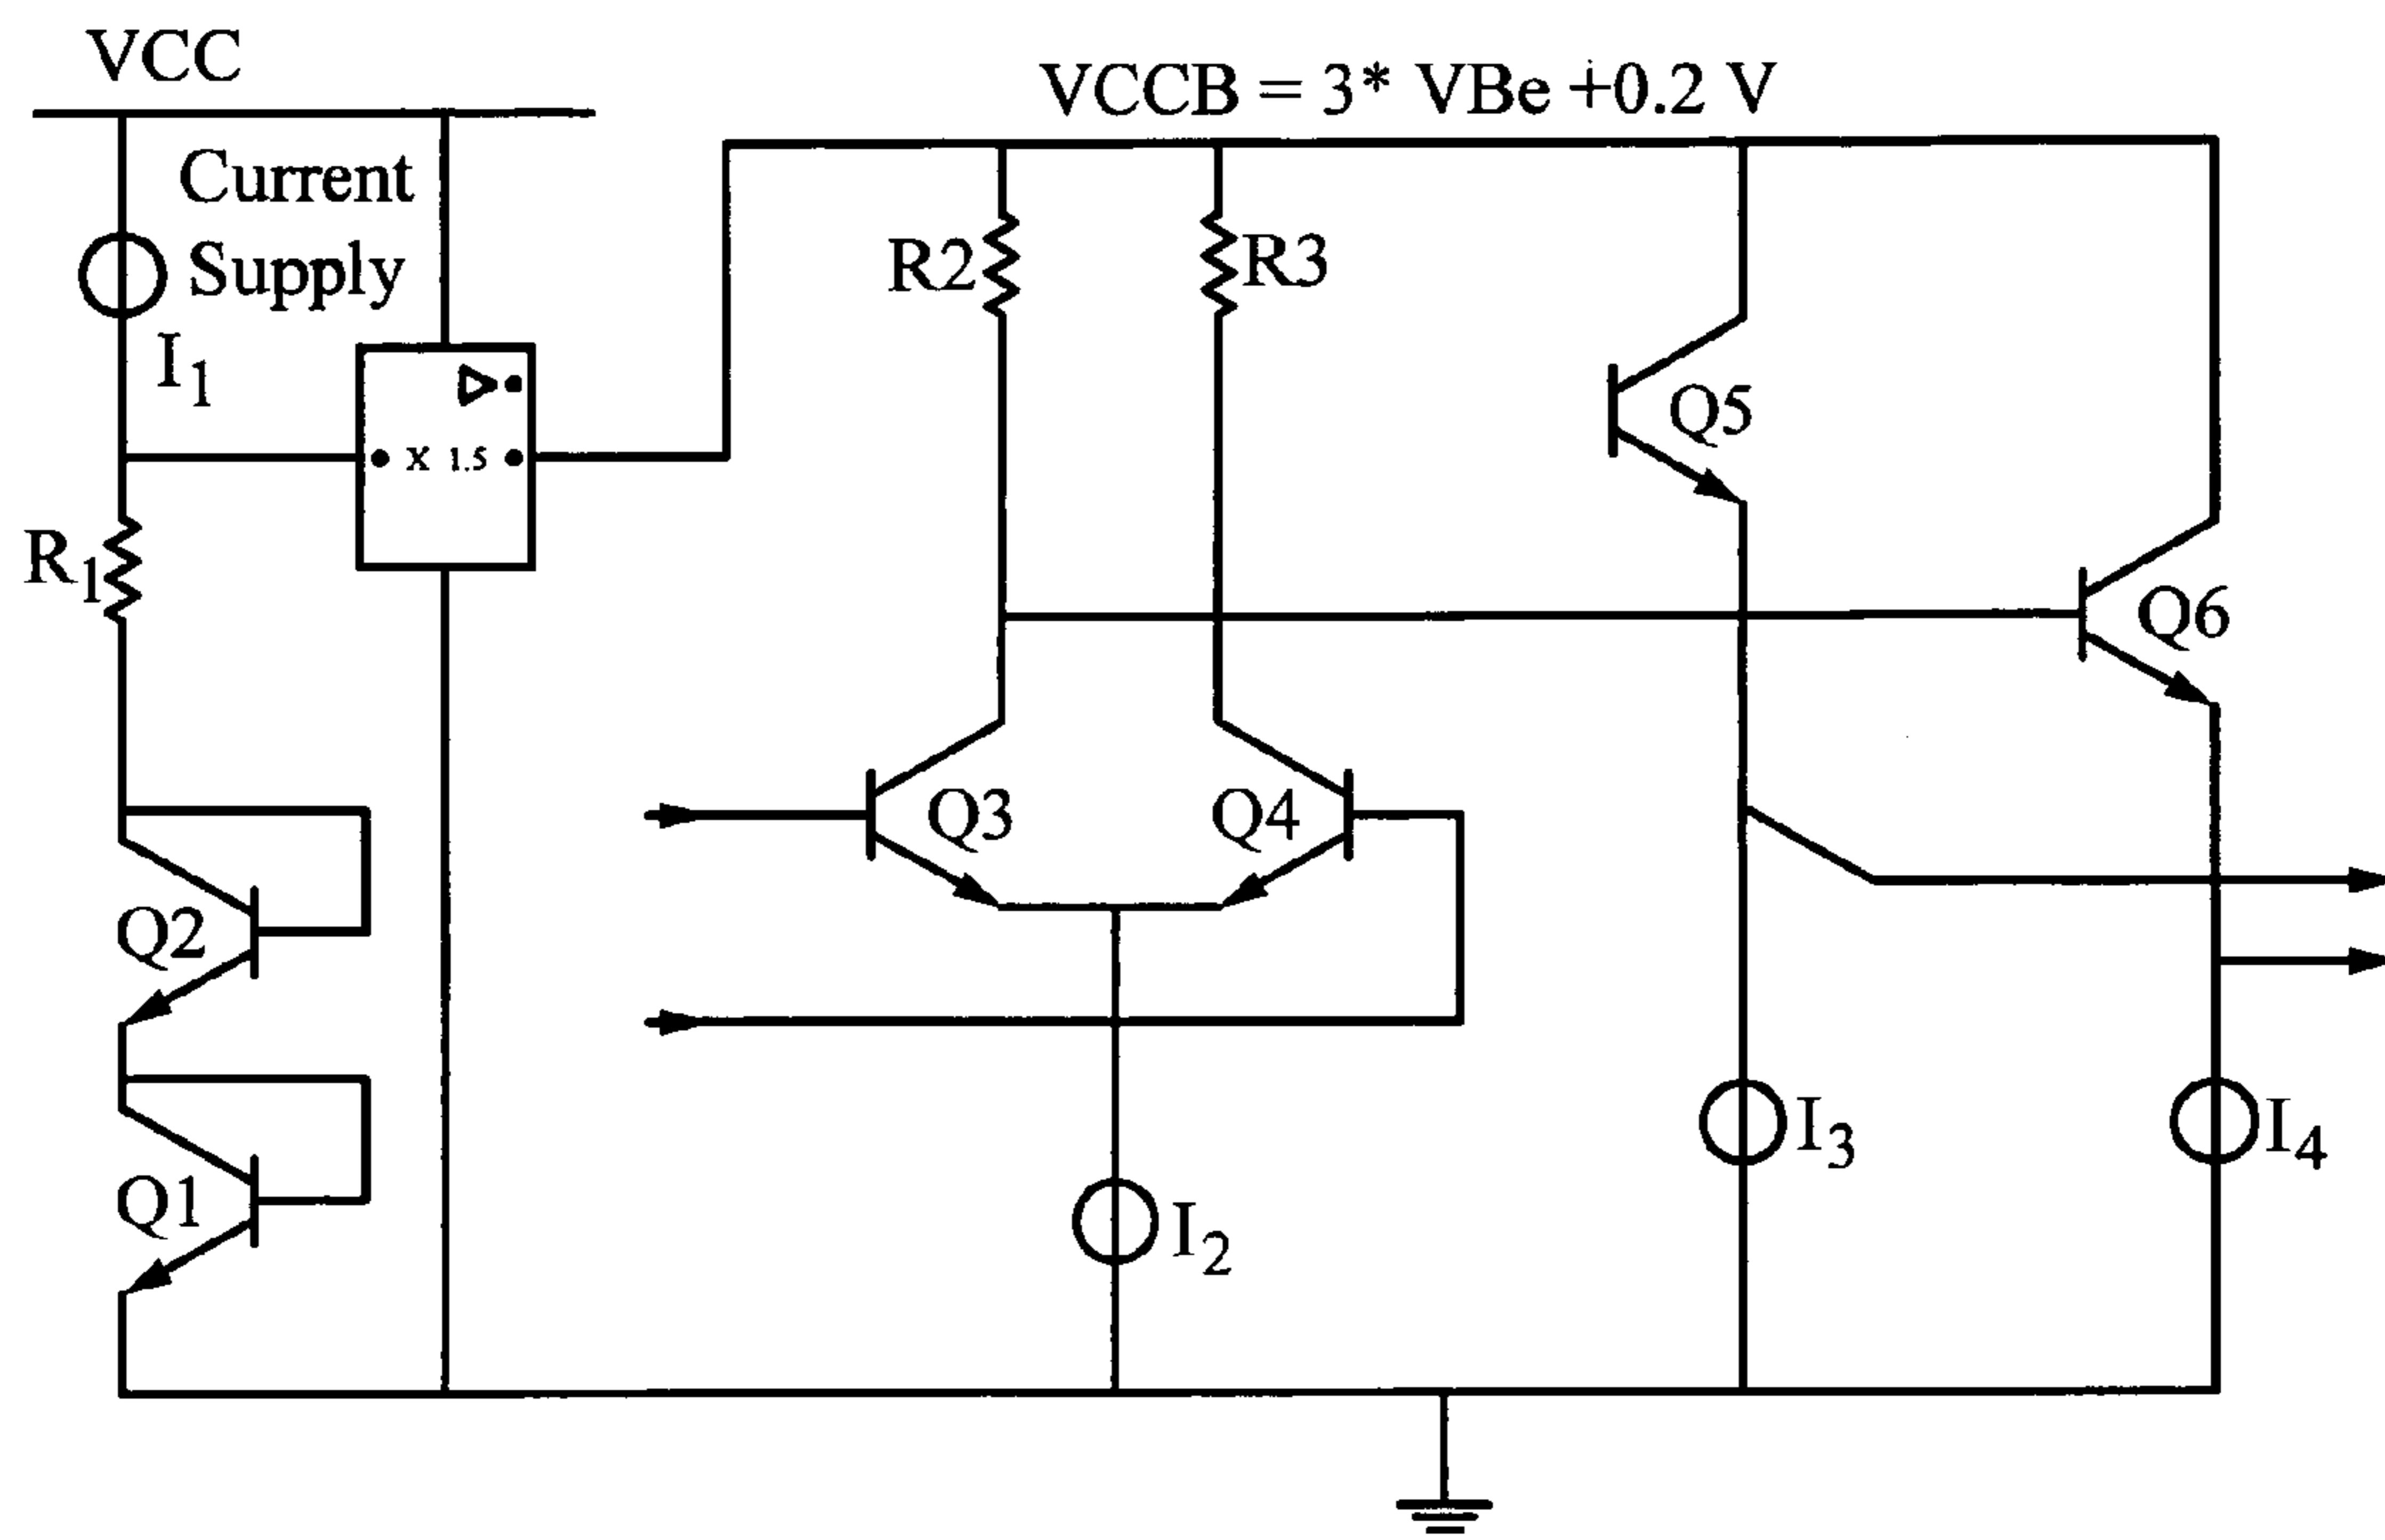 VCC
VCCB = 3* VBe +0.2 V
Current
Supply
I1
R2
R3
Q5
X 1.5
R1
Q6
Q3
Q4
Q2
Q1
I2
I3
I4